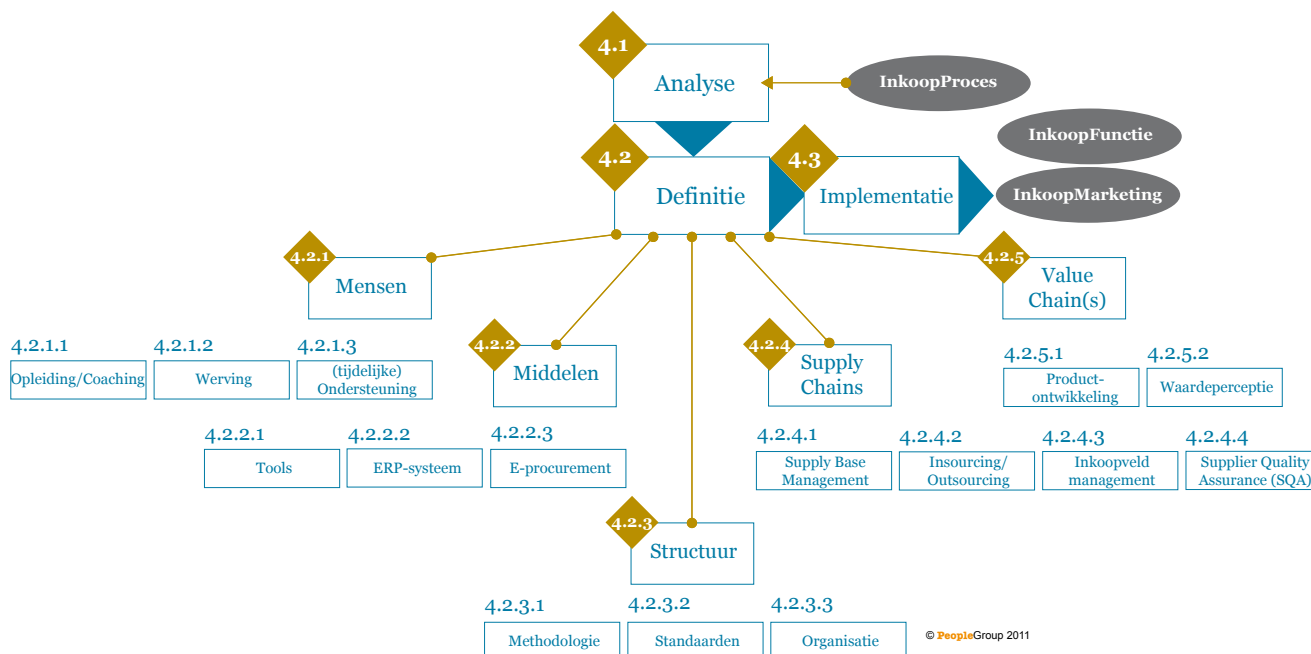 4.1
Analyse
InkoopProces
InkoopFunctie
4.2
Definitie
4.3
Implementatie
InkoopMarketing
4.2.1
Mensen
4.2.5
Value
Chain(s)
4.2.1.1
Opleiding/Coaching
4.2.1.2
Werving
4.2.1.3
(tijdelijke)
Ondersteuning
4.2.2
Middelen
4.2.4
Supply
Chains
4.2.5.1
Product-
ontwikkeling
4.2.5.2
Waardeperceptie
4.2.2.1
Tools
4.2.2.2
ERP-systeem
4.2.2.3
E-procurement
4.2.4.1
Supply Base
Management
4.2.4.2
Insourcing/
Outsourcing
4.2.4.3
Inkoopveld
management
4.2.4.4
Supplier Quality
Assurance (SQA)
4.2.3
Structuur
4.2.3.1
Methodologie
4.2.3.2
Standaarden
4.2.3.3
Organisatie
© PeopleGroup 2011